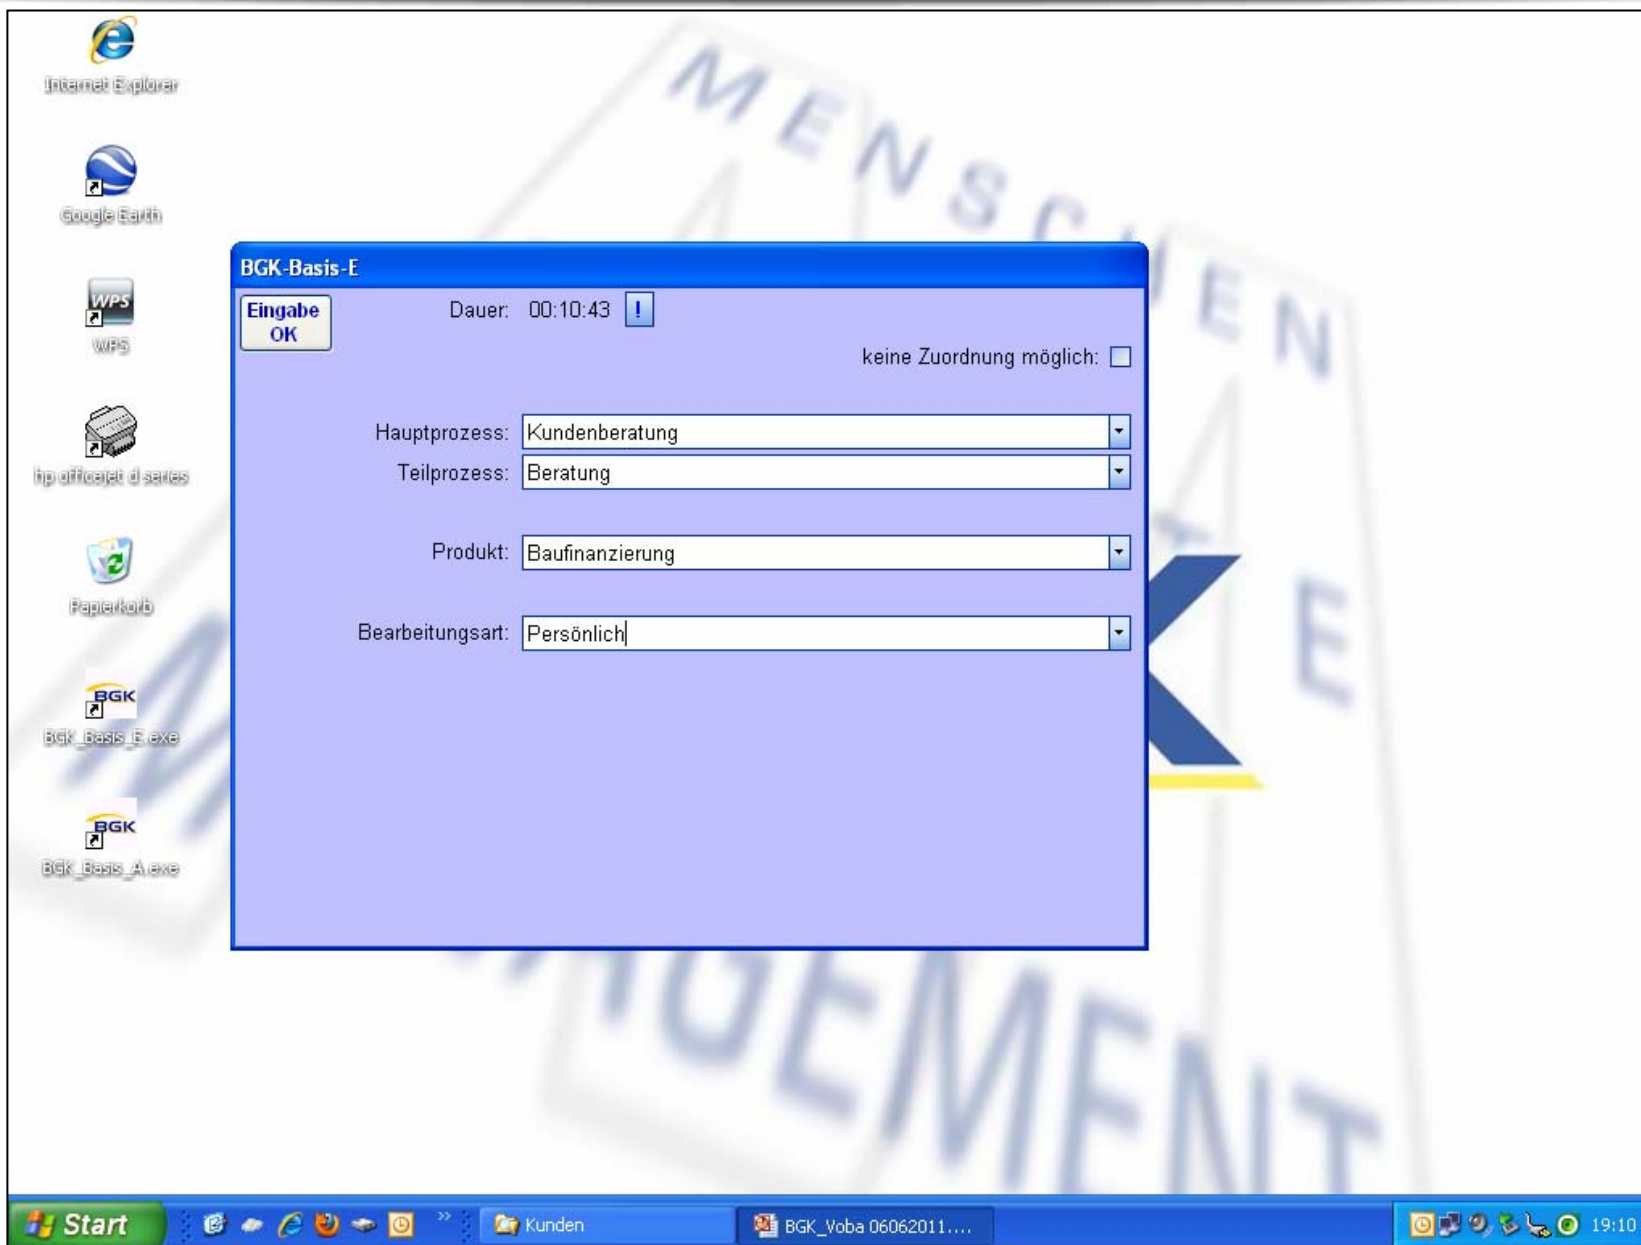 Internet Explorer
Google Earth
WPS
WPS
hp officejet d series
Papierkorb
BGK
BGK_Basis_E.exe
BGK
BGK_Basis_A.exe
MENSCHEN
BGK-Basis-E
Eingabe
OK
Dauer: 00:10:43 !
keine Zuordnung möglich:
Hauptprozess: Kundenberatung
Teilprozess: Beratung
Produkt: Baufinanzierung
Bearbeitungsart: Persönlich
Start
Kunden
BGK_Voba 06062011....
19:10